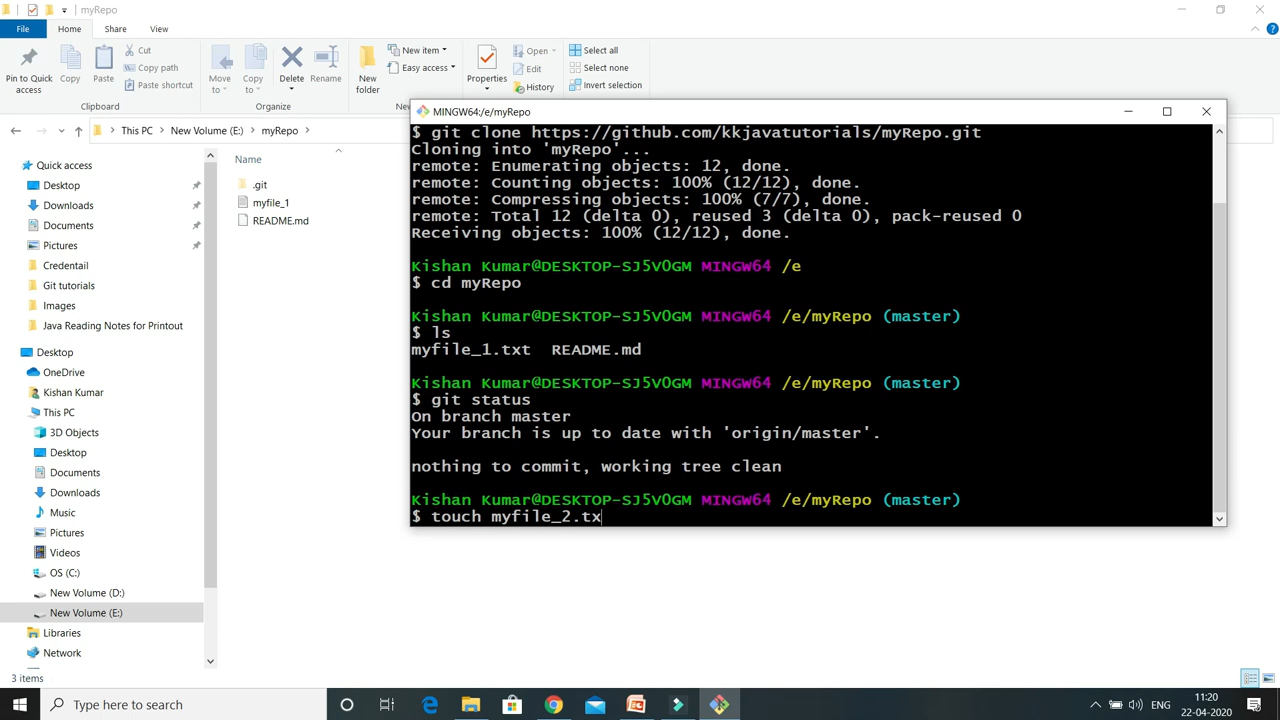 myRepo
File
Home
Share
View
Pin to Quick access
Copy
Paste
Cut
Copy path
Paste shortcut
Clipboard
Move to
Copy to
Delete
Rename
Organize
New folder
New item
Easy access
New
Properties
Open
Edit
History
Select all
Select none
Invert selection
This PC
New Volume (E:)
myRepo
Quick access
Desktop
Downloads
Documents
Pictures
Credentail
Git tutorials
Images
Java Reading Notes for Printout
Desktop
OneDrive
Kishan Kumar
This PC
3D Objects
Desktop
Documents
Downloads
Music
Pictures
Videos
OS (C:)
New Volume (D:)
New Volume (E:)
Libraries
Network
Name
.git
myfile_1
README.md
3 items
MINGW64:/e/myRepo
$ git clone https://github.com/kkjavatutorials/myRepo.git
Cloning into 'myRepo'...
remote: Enumerating objects: 12, done.
remote: Counting objects: 100% (12/12), done.
remote: Compressing objects: 100% (7/7), done.
remote: Total 12 (delta 0), reused 3 (delta 0), pack-reused 0
Receiving objects: 100% (12/12), done.
Kishan Kumar@DESKTOP-SJ5V0GM MINGW64 /e
$ cd myRepo
Kishan Kumar@DESKTOP-SJ5V0GM MINGW64 /e/myRepo (master)
$ ls
myfile_1.txt  README.md
Kishan Kumar@DESKTOP-SJ5V0GM MINGW64 /e/myRepo (master)
$ git status
On branch master
Your branch is up to date with 'origin/master'.
nothing to commit, working tree clean
Kishan Kumar@DESKTOP-SJ5V0GM MINGW64 /e/myRepo (master)
$ touch myfile_2.tx
Type here to search
ENG
11:20
22-04-2020